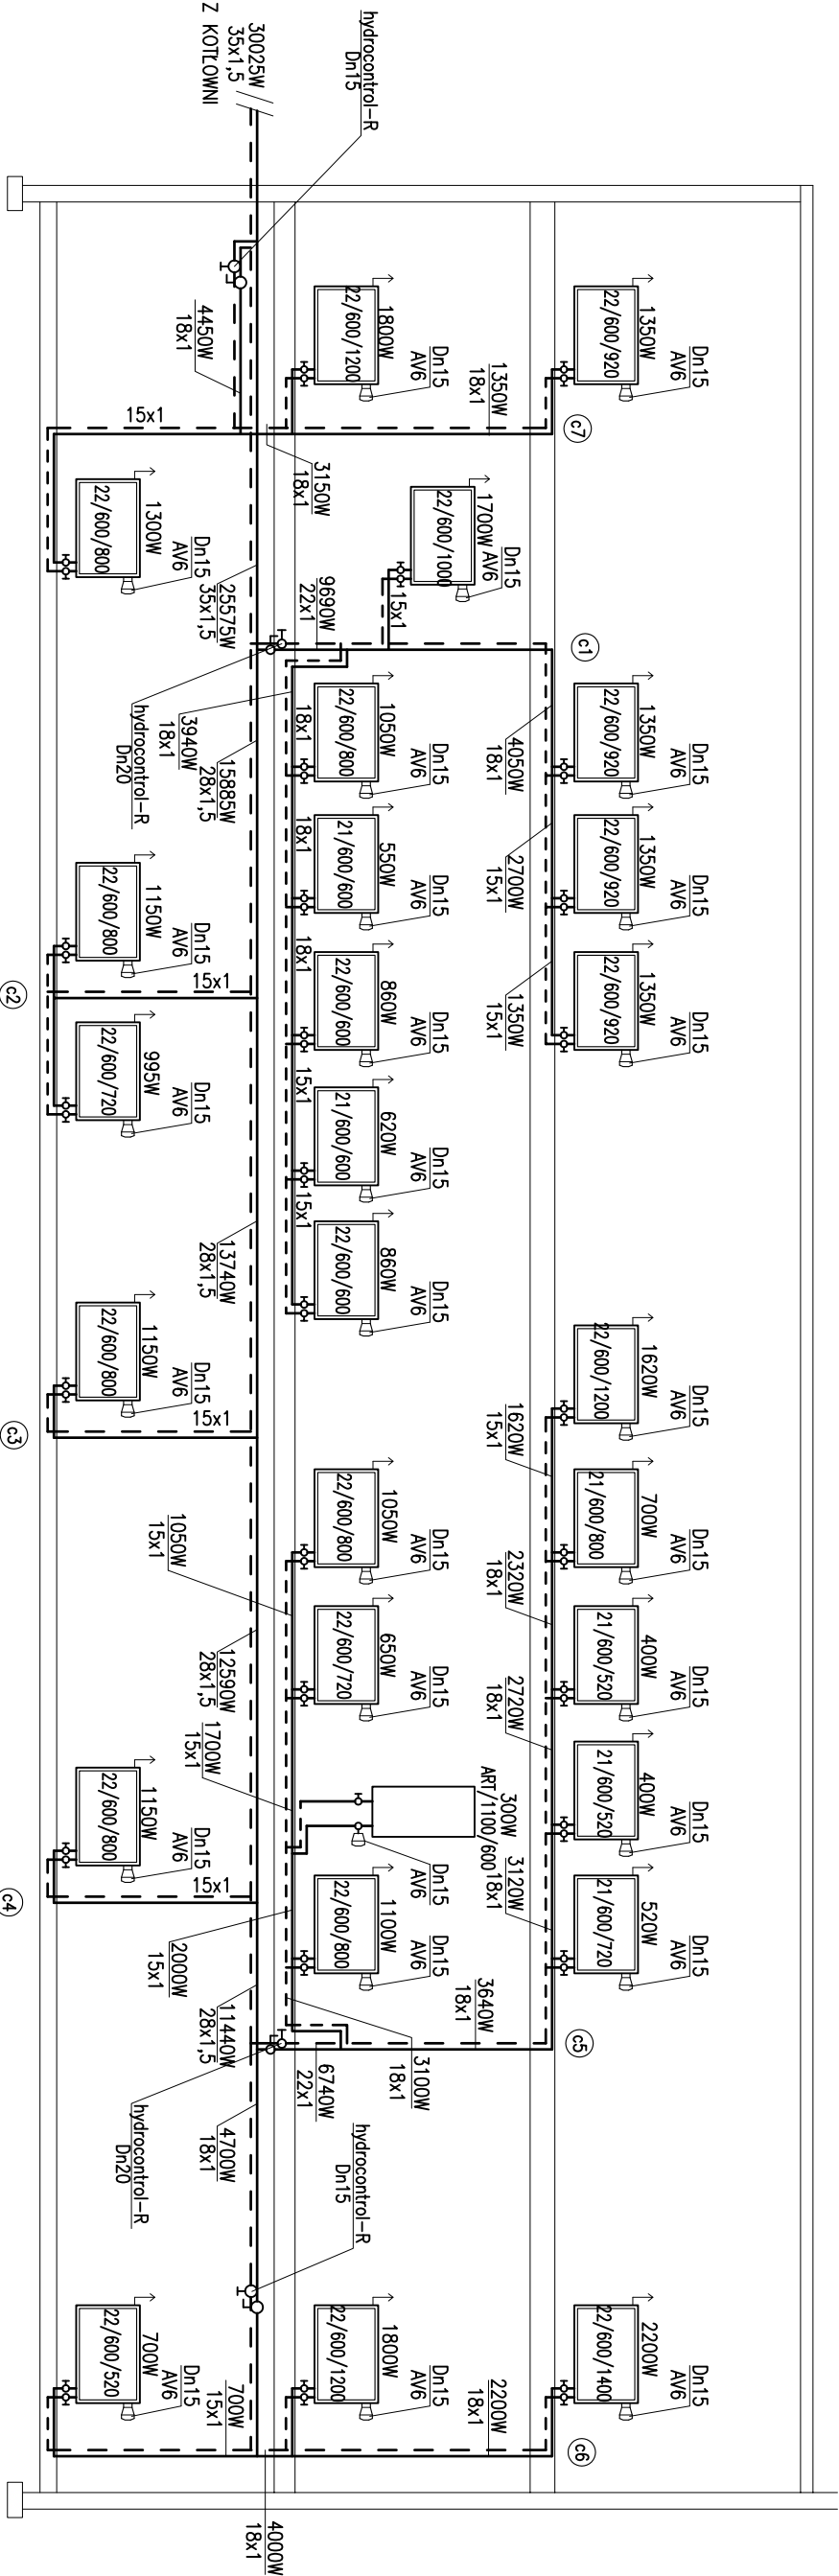 Z KOTŁOWNI
30025W
35x1,5
hydrocontrol-R
Dn15
1350W
22/600/920
Dn15
AV6
1350W
18x1
c7
1800W
22/600/1200
Dn15
AV6
4450W
18x1
15x1
3150W
18x1
1300W
22/600/800
Dn15
AV6
25575W
35x1,5
1700W
22/600/1000
Dn15
AV6
15x1
9690W
22x1
c1
hydrocontrol-R
Dn20
3940W
18x1
15885W
28x1,5
1350W
22/600/920
Dn15
AV6
4050W
18x1
1350W
22/600/920
Dn15
AV6
2700W
15x1
1350W
22/600/920
Dn15
AV6
1350W
15x1
1050W
22/600/800
Dn15
AV6
18x1
550W
21/600/600
Dn15
AV6
18x1
860W
22/600/600
Dn15
AV6
18x1
620W
21/600/600
Dn15
AV6
15x1
860W
22/600/600
Dn15
AV6
15x1
1150W
22/600/800
Dn15
AV6
15x1
c2
995W
22/600/720
Dn15
AV6
13740W
28x1,5
1150W
22/600/800
Dn15
AV6
15x1
c3
1620W
22/600/1200
Dn15
AV6
1620W
15x1
700W
21/600/800
Dn15
AV6
2320W
18x1
400W
21/600/520
Dn15
AV6
2720W
18x1
400W
21/600/520
Dn15
AV6
3120W
18x1
520W
21/600/720
Dn15
AV6
3640W
18x1
c5
1050W
22/600/800
Dn15
AV6
1050W
15x1
650W
22/600/720
Dn15
AV6
12590W
28x1,5
1700W
15x1
300W
ART/1100/600
Dn15
AV6
1100W
22/600/800
Dn15
AV6
2000W
15x1
1150W
22/600/800
Dn15
AV6
15x1
c4
11440W
28x1,5
3100W
18x1
6740W
22x1
hydrocontrol-R
Dn20
4700W
18x1
hydrocontrol-R
Dn15
2200W
22/600/1400
Dn15
AV6
2200W
18x1
c6
1800W
22/600/1200
Dn15
AV6
700W
22/600/520
Dn15
AV6
700W
15x1
4000W
18x1